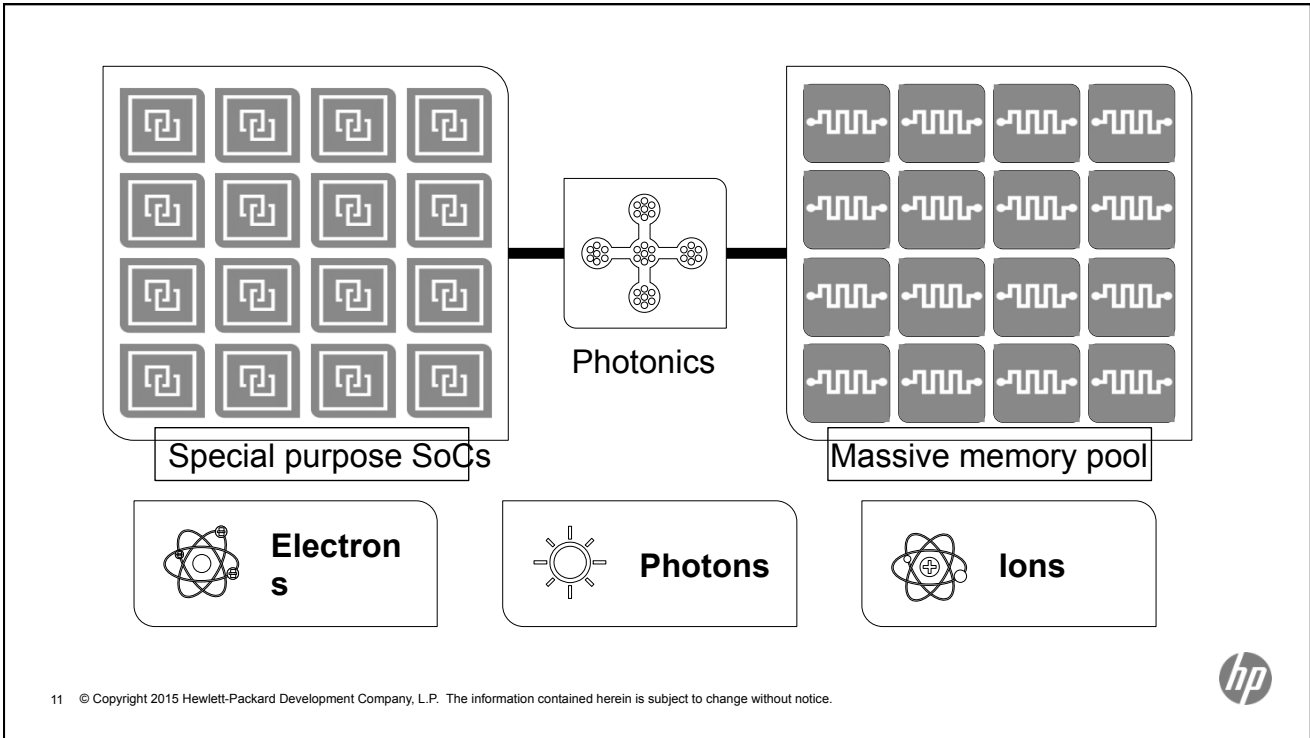 Photonics
Special purpose SoCs
Massive memory pool
Electron
s
Photons
Ions
11 © Copyright 2015 Hewlett-Packard Development Company, L.P. The information contained herein is subject to change without notice.
hp